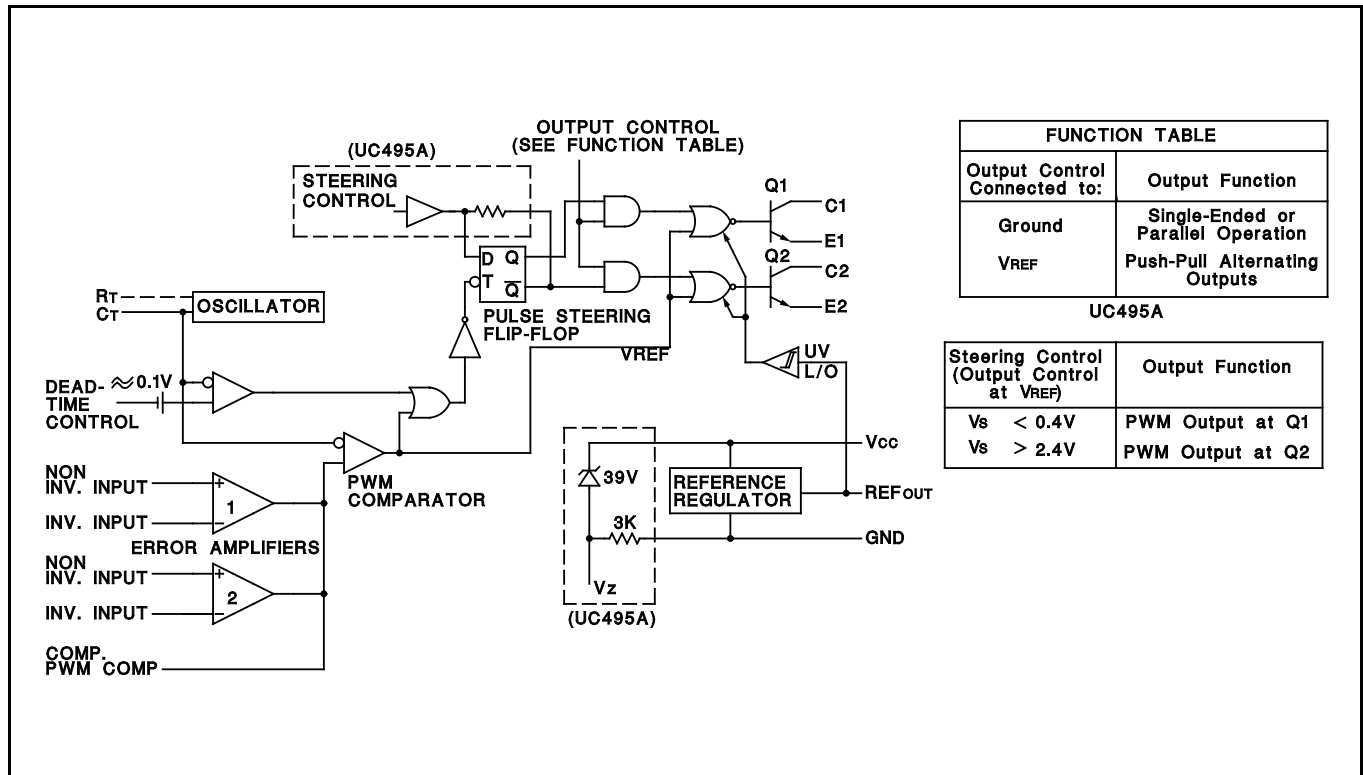 OUTPUT CONTROL
(SEE FUNCTION TABLE)
(UC495A)
STEERING
CONTROL
D Q
T Q̅
PULSE STEERING
FLIP-FLOP
Q1
C1
E1
Q2
C2
E2
RT
CT
OSCILLATOR
VREF
UV
L/O
DEAD-
TIME
CONTROL
≈ 0.1V
PWM
COMPARATOR
NON
INV. INPUT
+
1
INV. INPUT
−
ERROR AMPLIFIERS
NON
INV. INPUT
+
2
INV. INPUT
−
COMP.
PWM COMP
39V
3K
Vz
(UC495A)
REFERENCE
REGULATOR
Vcc
REFOUT
GND
FUNCTION TABLE
Output Control
Connected to:
Output Function
Ground
Single-Ended or
Parallel Operation
VREF
Push-Pull Alternating
Outputs
UC495A
Steering Control
(Output Control
at VREF)
Output Function
Vs < 0.4V
PWM Output at Q1
Vs > 2.4V
PWM Output at Q2